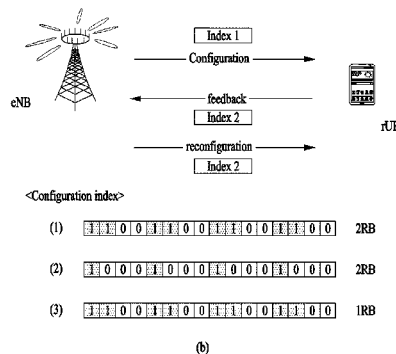 Index 1
Configuration
eNB
feedback
Index 2
rUE
reconfiguration
Index 2
<Configuration index>
(1) 1 1 0 0 1 1 0 0 1 1 0 0 1 1 0 0 2RB
(2) 1 0 0 0 1 0 0 0 1 0 0 0 1 0 0 0 2RB
(3) 1 1 0 0 1 1 0 0 1 1 0 0 1 1 0 0 1RB
(b)